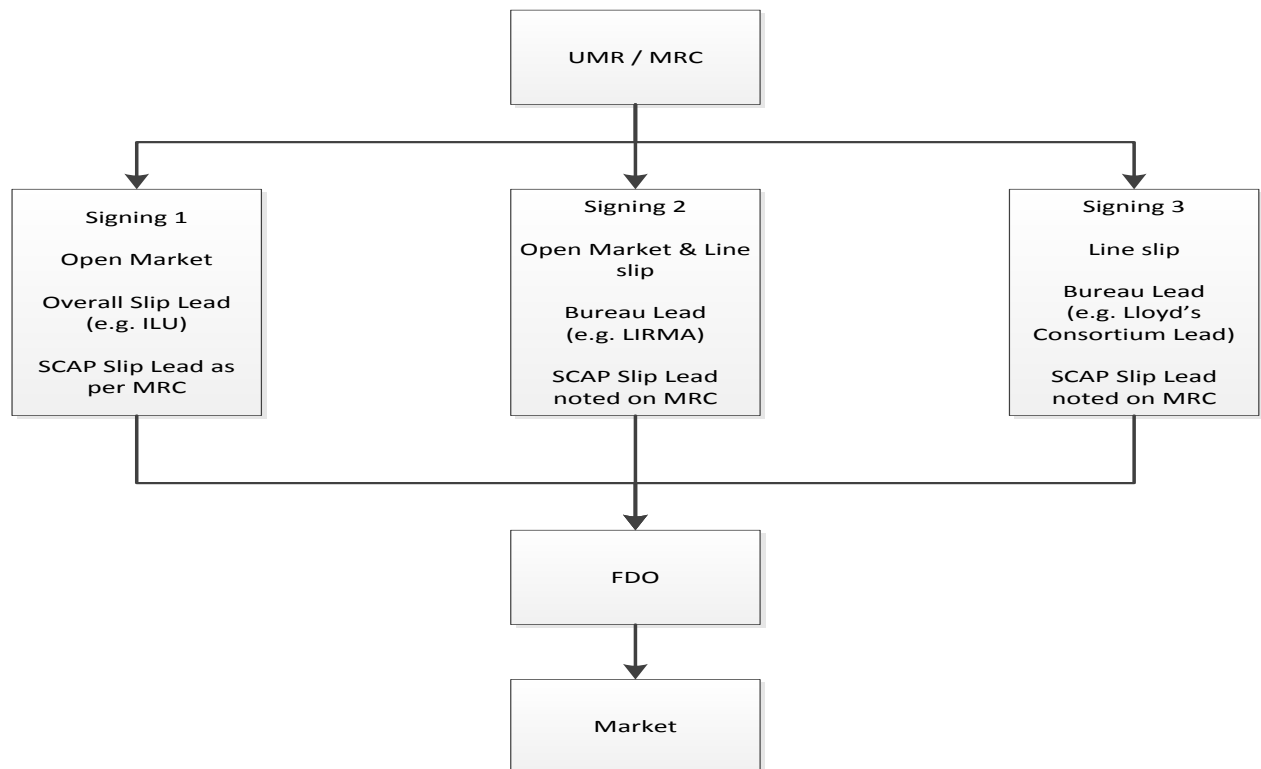 UMR / MRC
Signing 1
Open Market
Overall Slip Lead
(e.g. ILU)
SCAP Slip Lead as
per MRC
Signing 2
Open Market & Line
slip
Bureau Lead
(e.g. LIRMA)
SCAP Slip Lead
noted on MRC
Signing 3
Line slip
Bureau Lead
(e.g. Lloyd’s
Consortium Lead)
SCAP Slip Lead
noted on MRC
FDO
Market